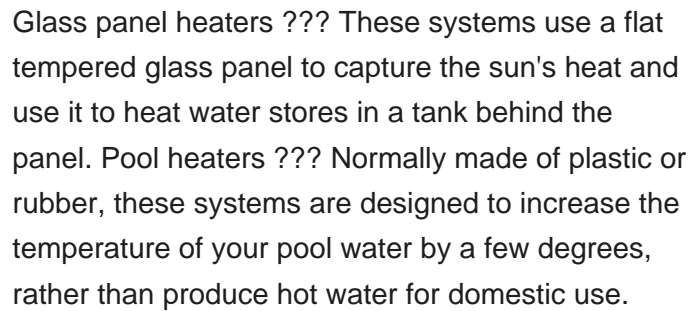 Glass panel heaters ??? These systems use a flat
tempered glass panel to capture the sun's heat and
use it to heat water stores in a tank behind the
panel. Pool heaters ??? Normally made of plastic or
rubber, these systems are designed to increase the
temperature of your pool water by a few degrees,
rather than produce hot water for domestic use.